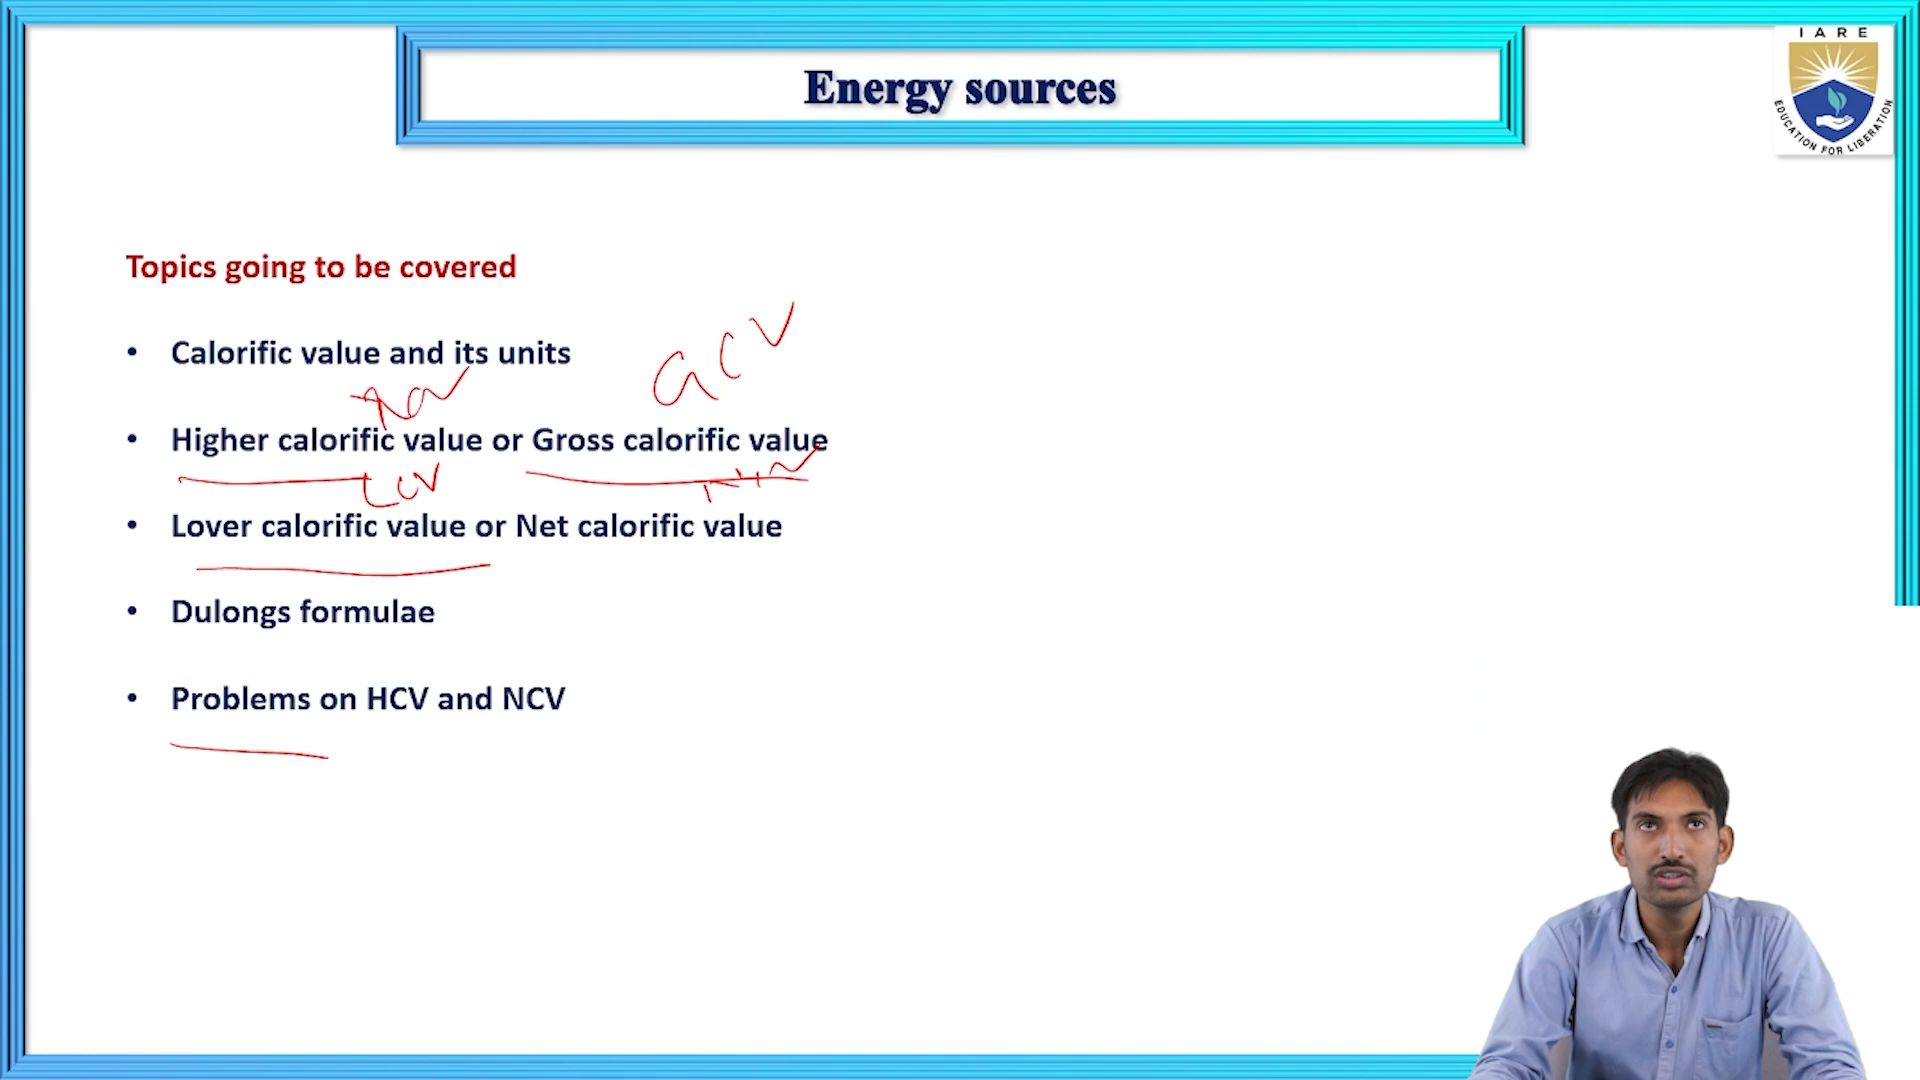 IARE
EDUCATION FOR LIBERATION
Energy sources
Topics going to be covered
• Calorific value and its units
GCV
• Higher calorific value or Gross calorific value
LCV
• Lover calorific value or Net calorific value
• Dulongs formulae
• Problems on HCV and NCV